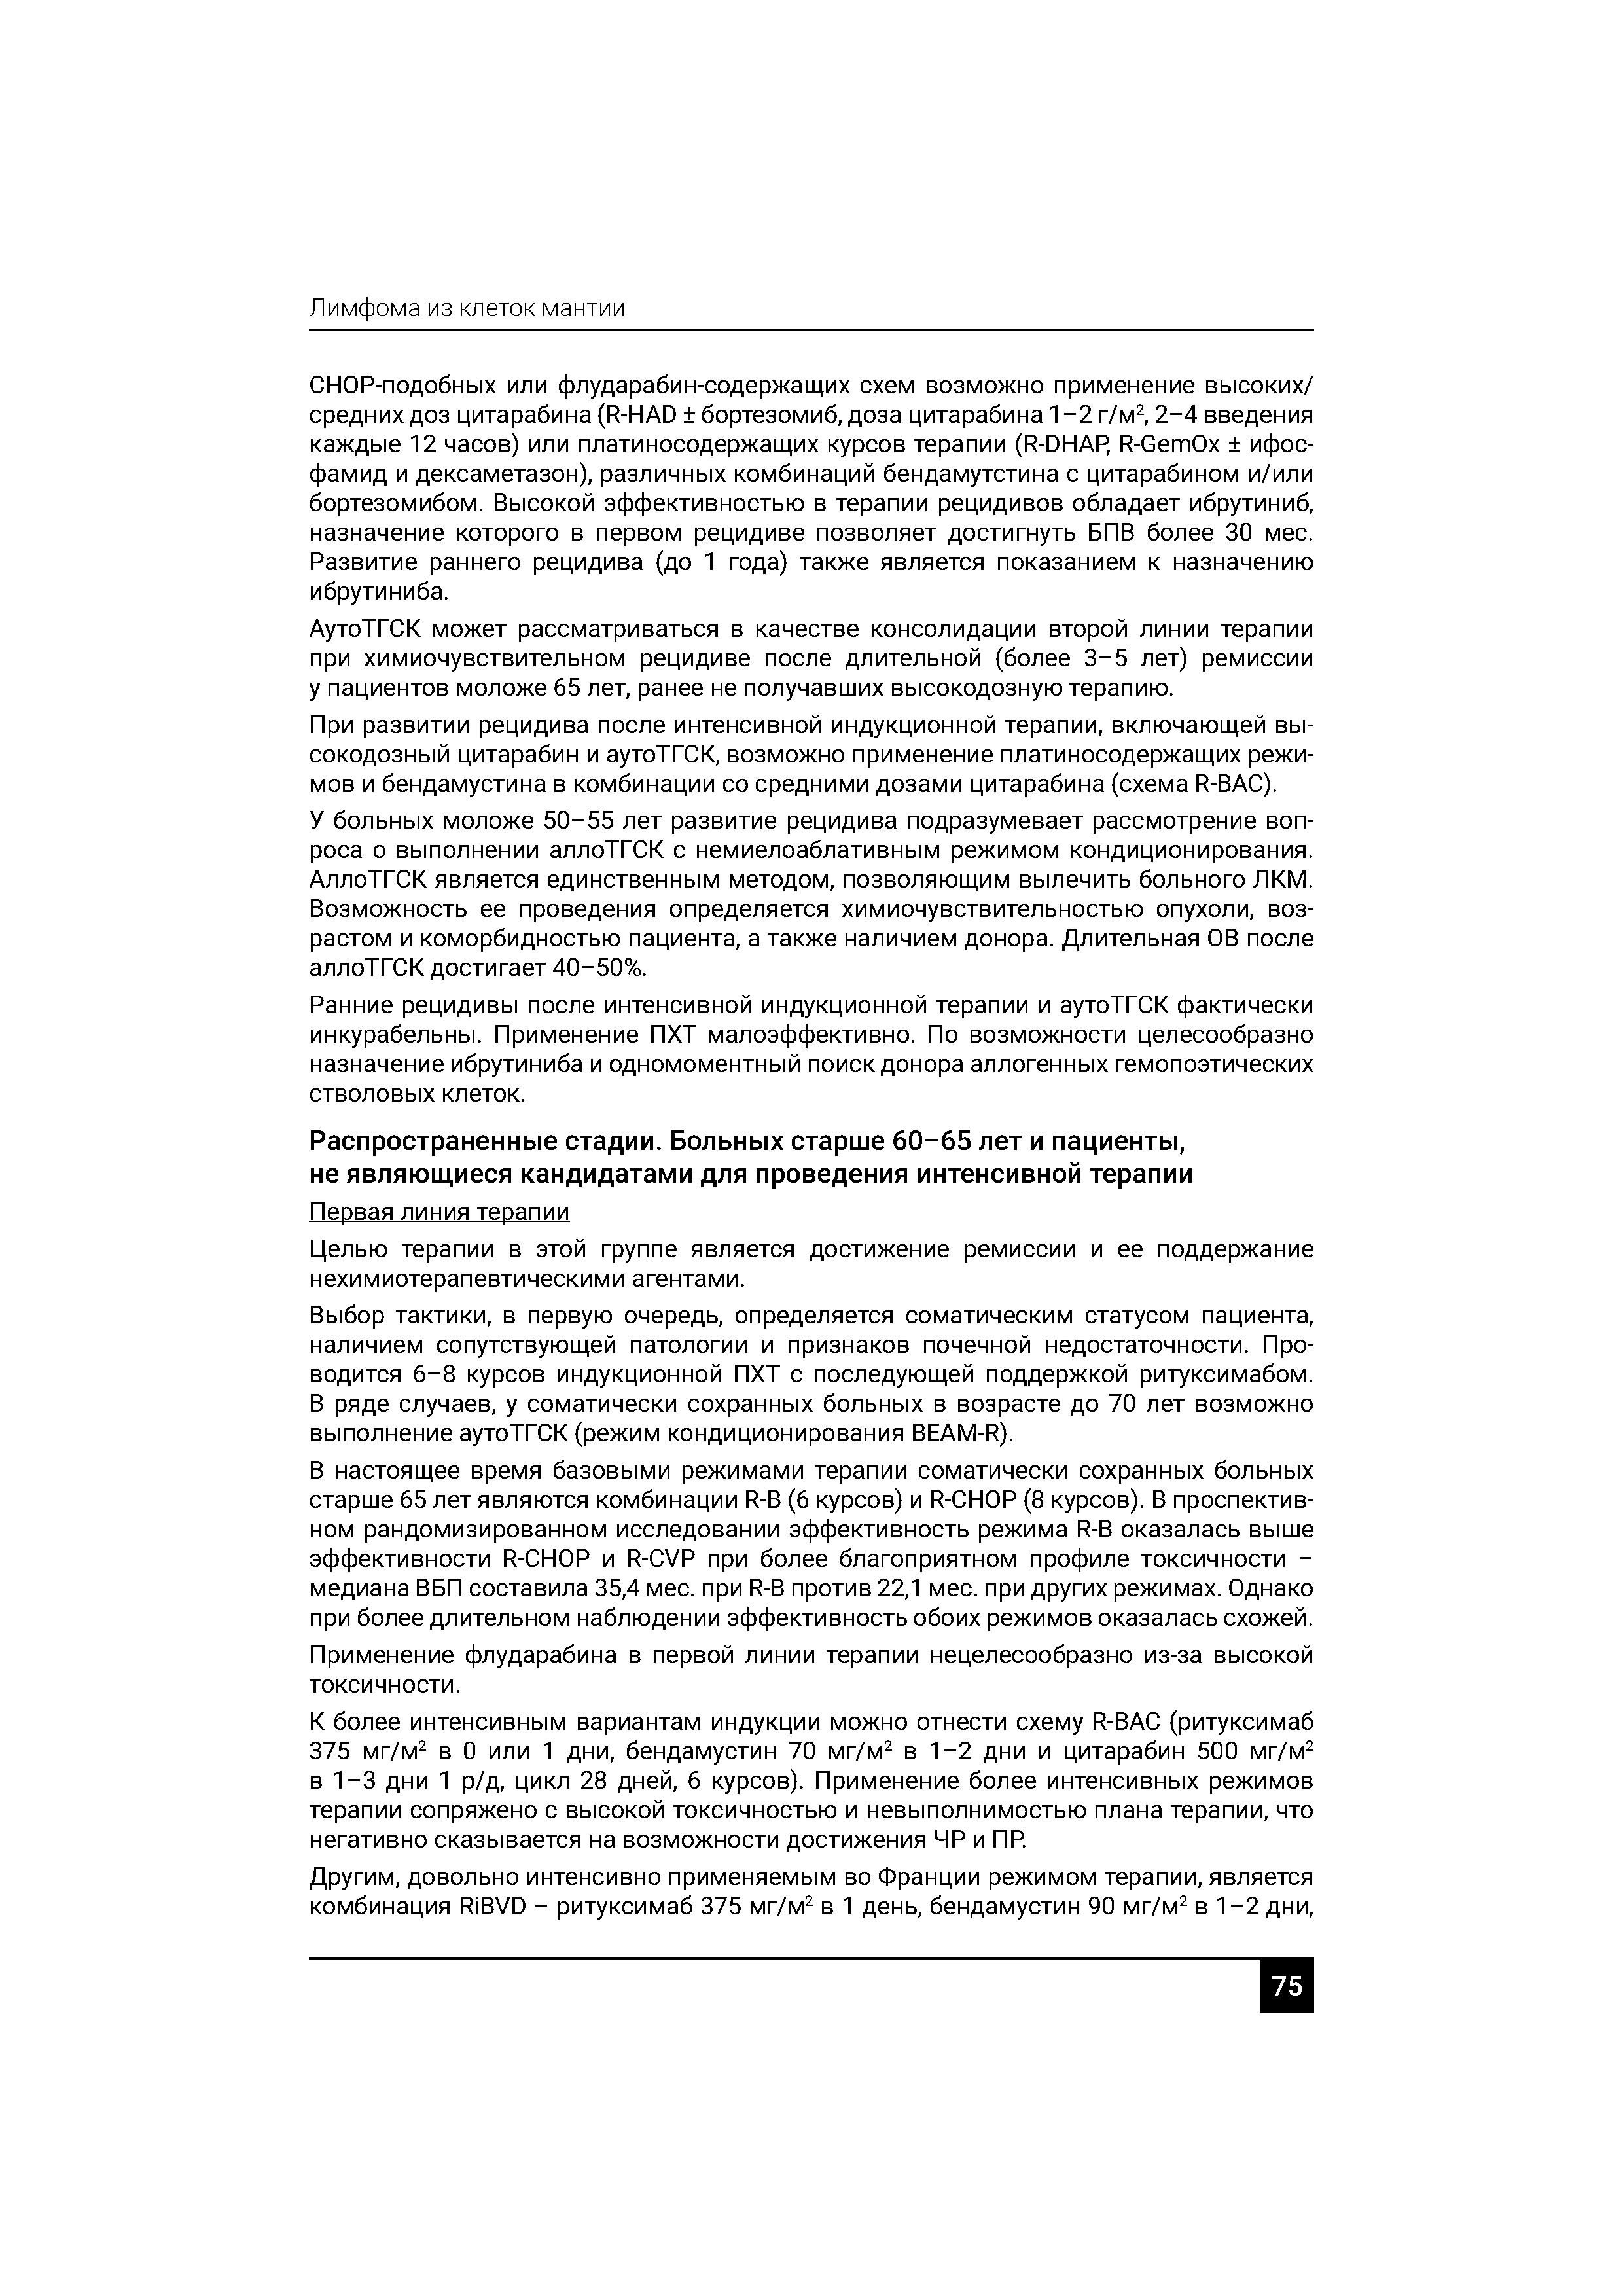 Лимфома из клеток мантии
CHOP-подобных или флударабин-содержащих схем возможно применение высоких/
средних доз цитарабина (R-HAD ± бортезомиб, доза цитарабина 1–2 г/м², 2–4 введения
каждые 12 часов) или платиносодержащих курсов терапии (R-DHAP, R-GemOx ± ифос-
фамид и дексаметазон), различных комбинаций бендамутстина с цитарабином и/или
бортезомибом. Высокой эффективностью в терапии рецидивов обладает ибрутиниб,
назначение которого в первом рецидиве позволяет достигнуть БПВ более 30 мес.
Развитие раннего рецидива (до 1 года) также является показанием к назначению
ибрутиниба.
АутоТГСК может рассматриваться в качестве консолидации второй линии терапии
при химиочувствительном рецидиве после длительной (более 3–5 лет) ремиссии
у пациентов моложе 65 лет, ранее не получавших высокодозную терапию.
При развитии рецидива после интенсивной индукционной терапии, включающей вы-
сокодозный цитарабин и аутоТГСК, возможно применение платиносодержащих режи-
мов и бендамустина в комбинации со средними дозами цитарабина (схема R-BAC).
У больных моложе 50–55 лет развитие рецидива подразумевает рассмотрение воп-
роса о выполнении аллоТГСК с немиелоаблативным режимом кондиционирования.
АллоТГСК является единственным методом, позволяющим вылечить больного ЛКМ.
Возможность ее проведения определяется химиочувствительностью опухоли, воз-
растом и коморбидностью пациента, а также наличием донора. Длительная ОВ после
аллоТГСК достигает 40–50%.
Ранние рецидивы после интенсивной индукционной терапии и аутоТГСК фактически
инкурабельны. Применение ПХТ малоэффективно. По возможности целесообразно
назначение ибрутиниба и одномоментный поиск донора аллогенных гемопоэтических
стволовых клеток.
Распространенные стадии. Больных старше 60–65 лет и пациенты,
не являющиеся кандидатами для проведения интенсивной терапии
Первая линия терапии
Целью терапии в этой группе является достижение ремиссии и ее поддержание
нехимиотерапевтическими агентами.
Выбор тактики, в первую очередь, определяется соматическим статусом пациента,
наличием сопутствующей патологии и признаков почечной недостаточности. Про-
водится 6–8 курсов индукционной ПХТ с последующей поддержкой ритуксимабом.
В ряде случаев, у соматически сохранных больных в возрасте до 70 лет возможно
выполнение аутоТГСК (режим кондиционирования BEAM-R).
В настоящее время базовыми режимами терапии соматически сохранных больных
старше 65 лет являются комбинации R-B (6 курсов) и R-CHOP (8 курсов). В проспектив-
ном рандомизированном исследовании эффективность режима R-B оказалась выше
эффективности R-CHOP и R-CVP при более благоприятном профиле токсичности –
медиана ВБП составила 35,4 мес. при R-B против 22,1 мес. при других режимах. Однако
при более длительном наблюдении эффективность обоих режимов оказалась схожей.
Применение флударабина в первой линии терапии нецелесообразно из-за высокой
токсичности.
К более интенсивным вариантам индукции можно отнести схему R-BAC (ритуксимаб
375 мг/м² в 0 или 1 дни, бендамустин 70 мг/м² в 1–2 дни и цитарабин 500 мг/м²
в 1–3 дни 1 р/д, цикл 28 дней, 6 курсов). Применение более интенсивных режимов
терапии сопряжено с высокой токсичностью и невыполнимостью плана терапии, что
негативно сказывается на возможности достижения ЧР и ПР.
Другим, довольно интенсивно применяемым во Франции режимом терапии, является
комбинация RiBVD – ритуксимаб 375 мг/м² в 1 день, бендамустин 90 мг/м² в 1–2 дни,
75